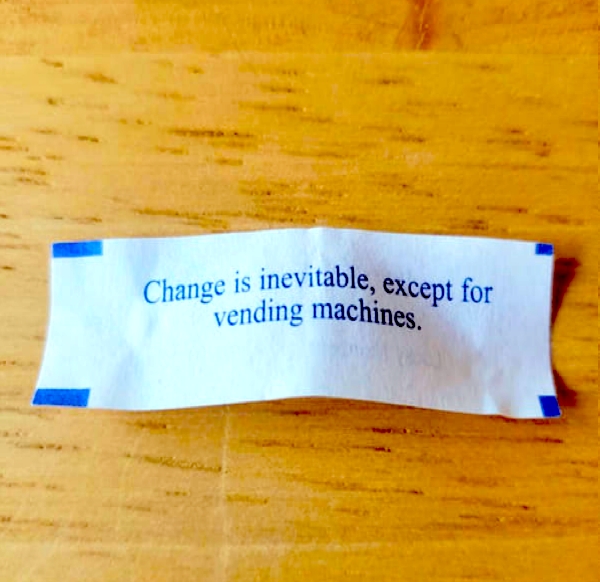 Change is inevitable, except for
vending machines.